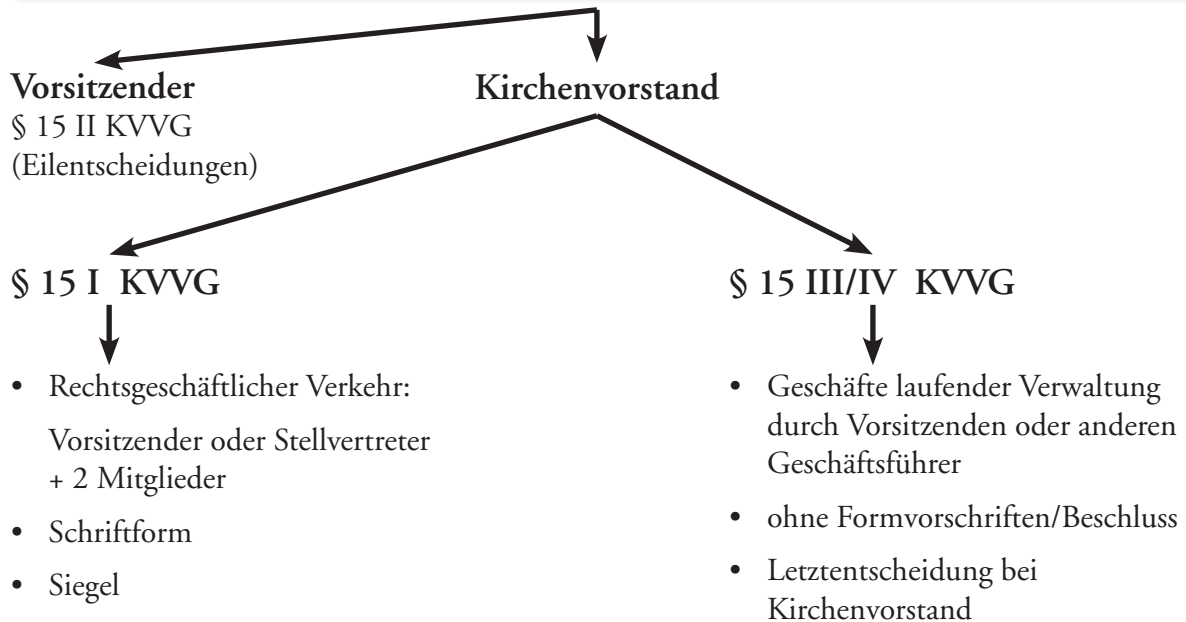 Vorsitzender
§ 15 II KVVG
(Eilentscheidungen)
Kirchenvorstand
§ 15 I KVVG
• Rechtsgeschäftlicher Verkehr:
Vorsitzender oder Stellvertreter
+ 2 Mitglieder
• Schriftform
• Siegel
§ 15 III/IV KVVG
• Geschäfte laufender Verwaltung
durch Vorsitzenden oder anderen
Geschäftsführer
• ohne Formvorschriften/Beschluss
• Letztentscheidung bei
Kirchenvorstand